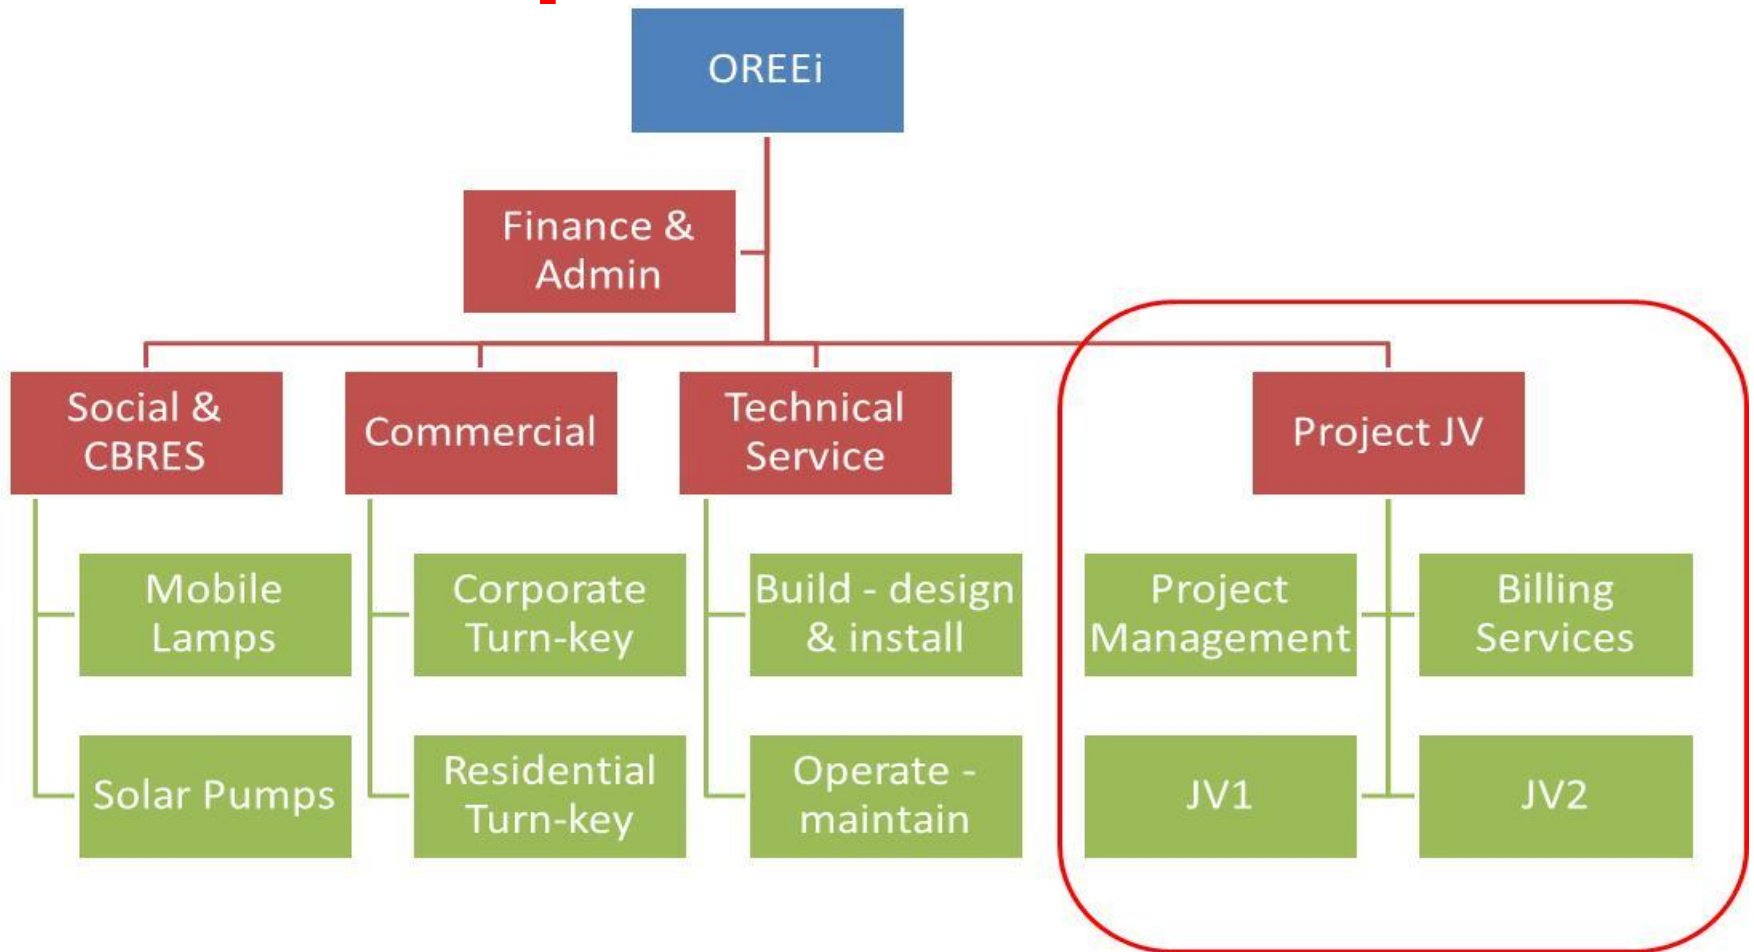 OREEi
Finance &
Admin
Social &
CBRES
Commercial
Technical
Service
Project JV
Mobile
Lamps
Corporate
Turn-key
Build - design
& install
Project
Management
Billing
Services
Solar Pumps
Residential
Turn-key
Operate -
maintain
JV1
JV2